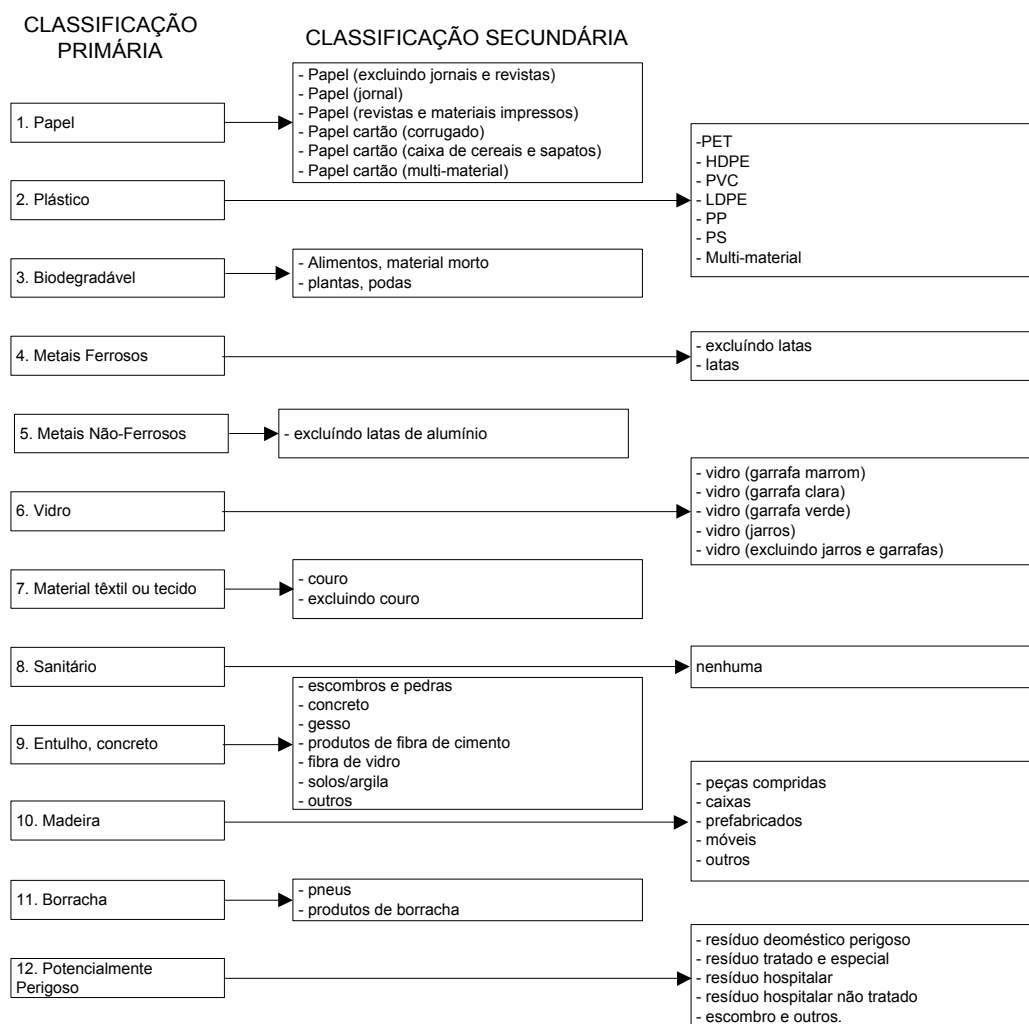 CLASSIFICAÇÃO
PRIMÁRIA
CLASSIFICAÇÃO SECUNDÁRIA
1. Papel
- Papel (excluindo jornais e revistas)
- Papel (jornal)
- Papel (revistas e materiais impressos)
- Papel cartão (corrugado)
- Papel cartão (caixa de cereais e sapatos)
- Papel cartão (multi-material)
2. Plástico
-PET
- HDPE
- PVC
- LDPE
- PP
- PS
- Multi-material
3. Biodegradável
- Alimentos, material morto
- plantas, podas
4. Metais Ferrosos
- excluíndo latas
- latas
5. Metais Não-Ferrosos
- excluíndo latas de alumínio
6. Vidro
- vidro (garrafa marrom)
- vidro (garrafa clara)
- vidro (garrafa verde)
- vidro (jarros)
- vidro (excluindo jarros e garrafas)
7. Material têxtil ou tecido
- couro
- excluindo couro
8. Sanitário
nenhuma
9. Entulho, concreto
- escombros e pedras
- concreto
- gesso
- produtos de fibra de cimento
- fibra de vidro
- solos/argila
- outros
10. Madeira
- peças compridas
- caixas
- prefabricados
- móveis
- outros
11. Borracha
- pneus
- produtos de borracha
12. Potencialmente
Perigoso
- resíduo deoméstico perigoso
- resíduo tratado e especial
- resíduo hospitalar
- resíduo hospitalar não tratado
- escombro e outros.